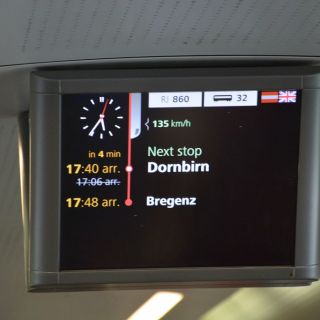 RJ 860 32
135 km/h
in 4 min Next stop
17:40 arr. Dornbirn
17:06 arr.
17:48 arr. Bregenz